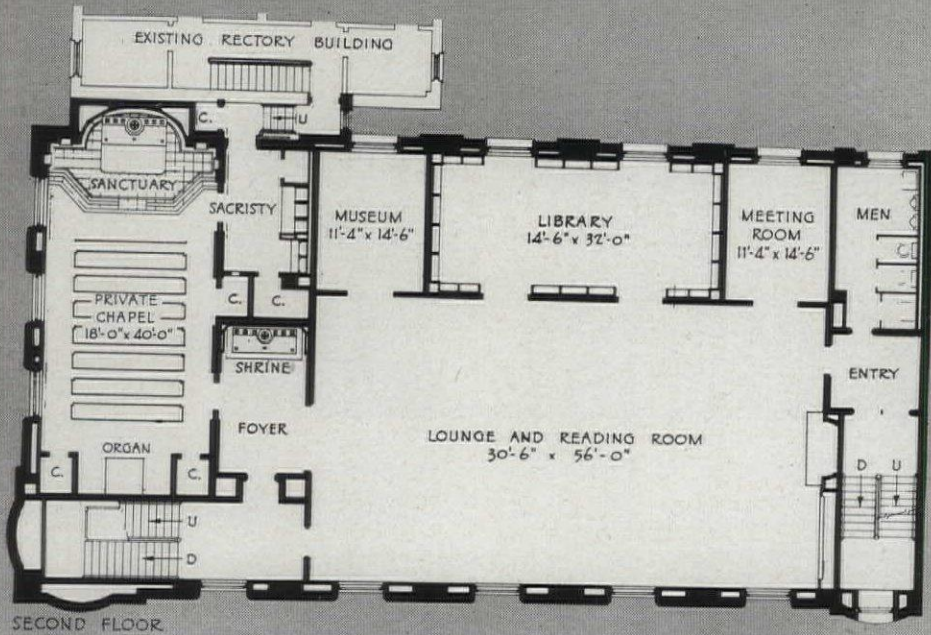 EXISTING RECTORY BUILDING
C.
U
SANCTUARY
SACRISTY
MUSEUM
11'-4" x 14'-6"
LIBRARY
14'-6" x 32'-0"
MEETING
ROOM
11'-4" x 14'-6"
MEN
PRIVATE
CHAPEL
18'-0" x 40'-0"
C.
C.
SHRINE
ENTRY
FOYER
LOUNGE AND READING ROOM
30'-6" x 56'-0"
ORGAN
C.
C.
D U
U
D
SECOND FLOOR